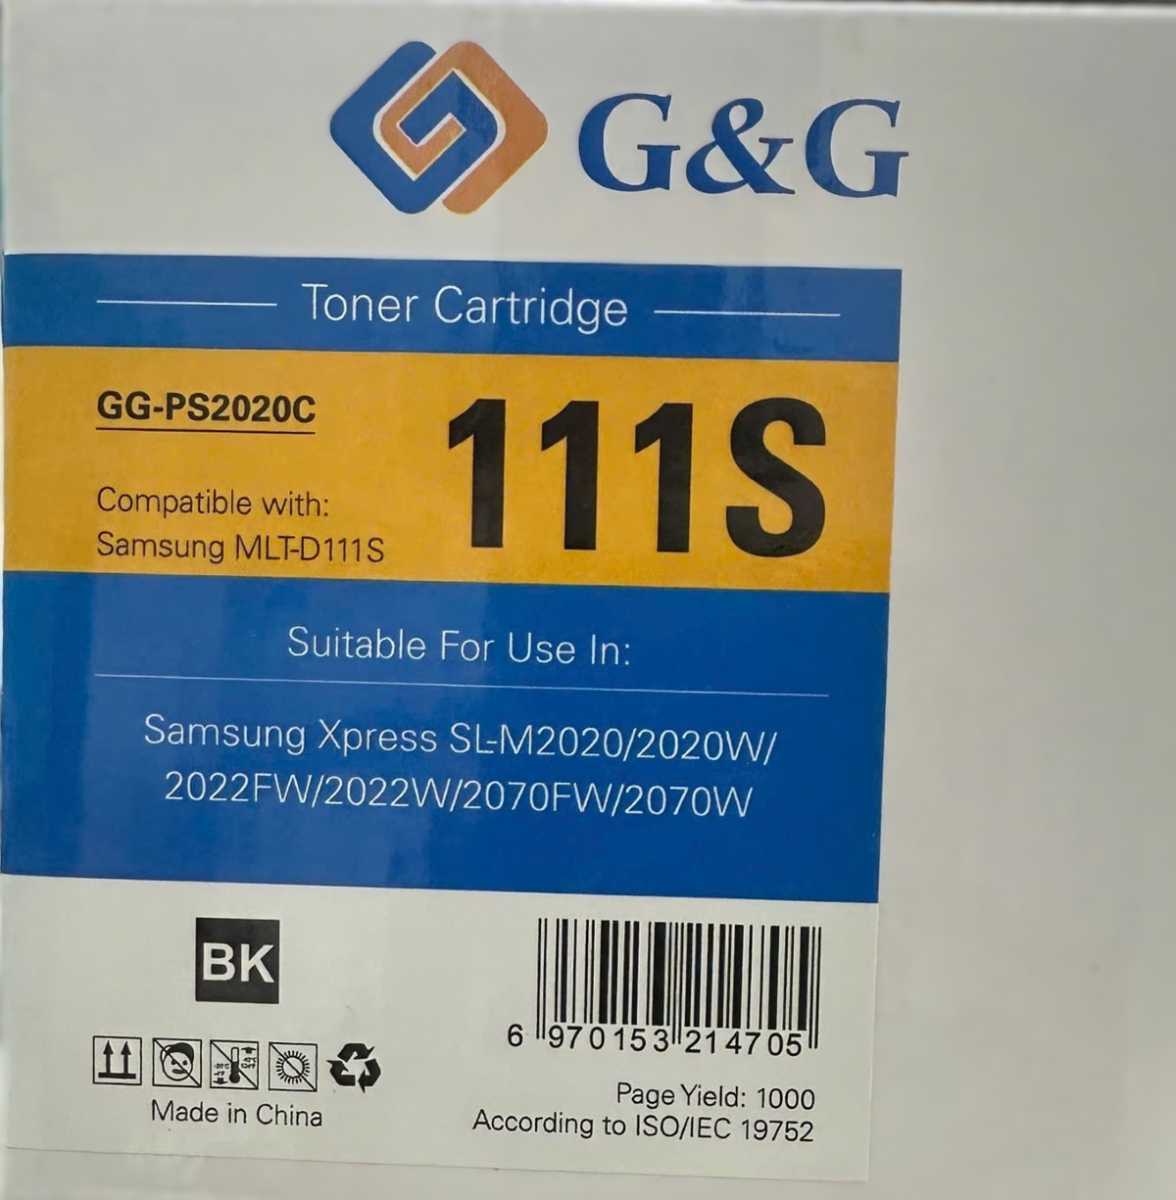 G&G
Toner Cartridge
GG-PS2020C
111S
Compatible with:
Samsung MLT-D111S
Suitable For Use In:
Samsung Xpress SL-M2020/2020W/
2022FW/2022W/2070FW/2070W
BK
6 970153 214705
Made in China
Page Yield: 1000
According to ISO/IEC 19752